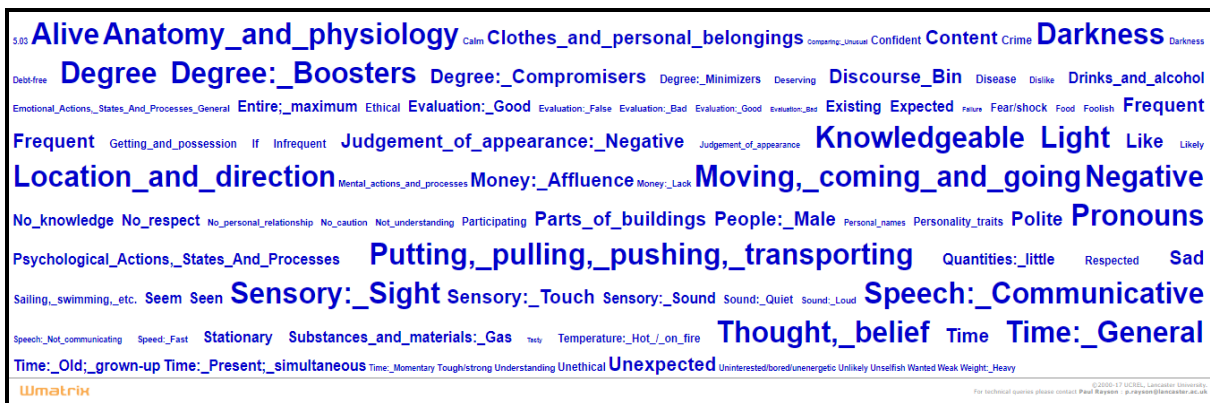 5.03 Alive Anatomy_and_physiology Calm Clothes_and_personal_belongings Comparing:_Unusual Confident Content Crime Darkness Darkness
Debt-free Degree Degree:_Boosters Degree:_Compromisers Degree:_Minimizers Deserving Discourse_Bin Disease Dislike Drinks_and_alcohol
Emotional_Actions,_States_And_Processes_General Entire;_maximum Ethical Evaluation:_Good Evaluation:_False Evaluation:_Bad Evaluation:_Good Evaluation:_Bad Existing Expected Failure Fear/shock Food Foolish Frequent
Frequent Getting_and_possession If Infrequent Judgement_of_appearance:_Negative Judgement_of_appearance Knowledgeable Light Like Likely
Location_and_direction Mental_actions_and_processes Money:_Affluence Money:_Lack Moving,_coming_and_going Negative
No_knowledge No_respect No_personal_relationship No_caution Not_understanding Participating Parts_of_buildings People:_Male Personal_names Personality_traits Polite Pronouns
Psychological_Actions,_States_And_Processes Putting,_pulling,_pushing,_transporting Quantities:_little Respected Sad
Sailing,_swimming,_etc. Seem Seen Sensory:_Sight Sensory:_Touch Sensory:_Sound Sound:_Quiet Sound:_Loud Speech:_Communicative
Speech:_Not_communicating Speed:_Fast Stationary Substances_and_materials:_Gas Tasty Temperature:_Hot_/_on_fire Thought,_belief Time Time:_General
Time:_Old;_grown-up Time:_Present;_simultaneous Time:_Momentary Tough/strong Understanding Unethical Unexpected Uninterested/bored/unenergetic Unlikely Unselfish Wanted Weak Weight:_Heavy
Wmatrix
©2000-17 UCREL, Lancaster University.
For technical queries please contact Paul Rayson : p.rayson@lancaster.ac.uk